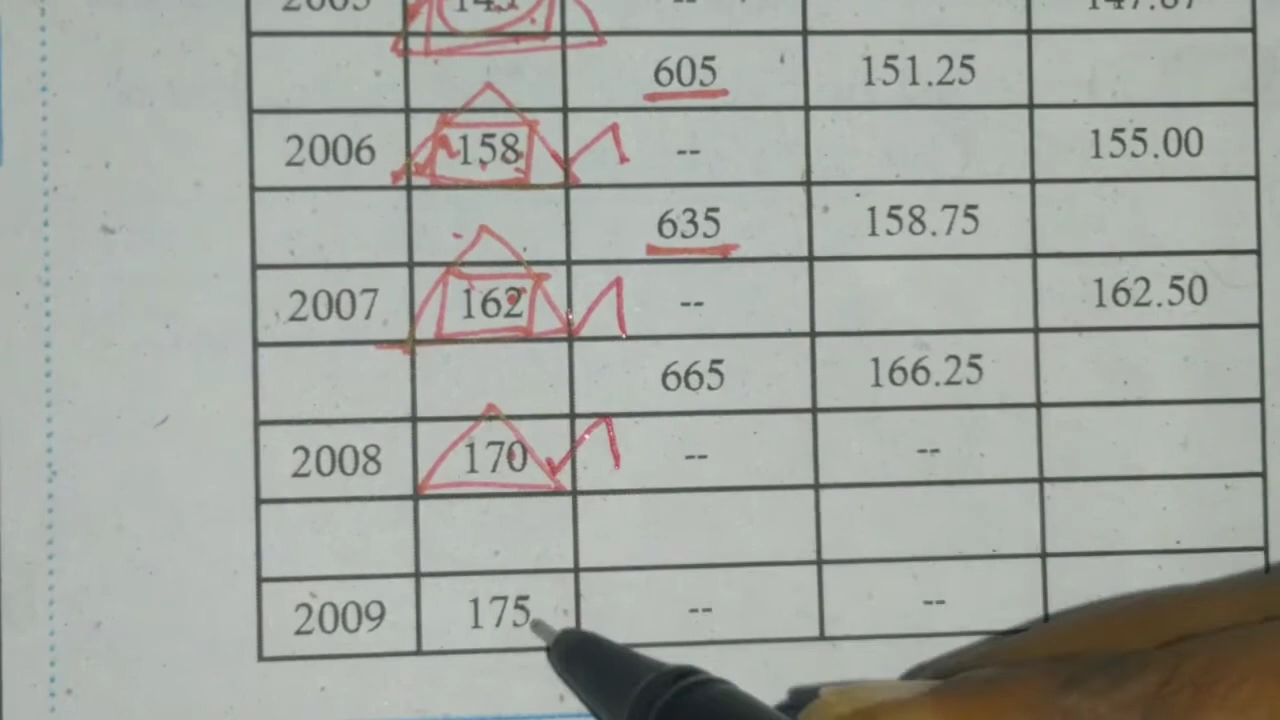 --
605 151.25
2006 158 -- 155.00
635 158.75
2007 162 -- 162.50
665 166.25
2008 170 -- --
2009 175 -- --